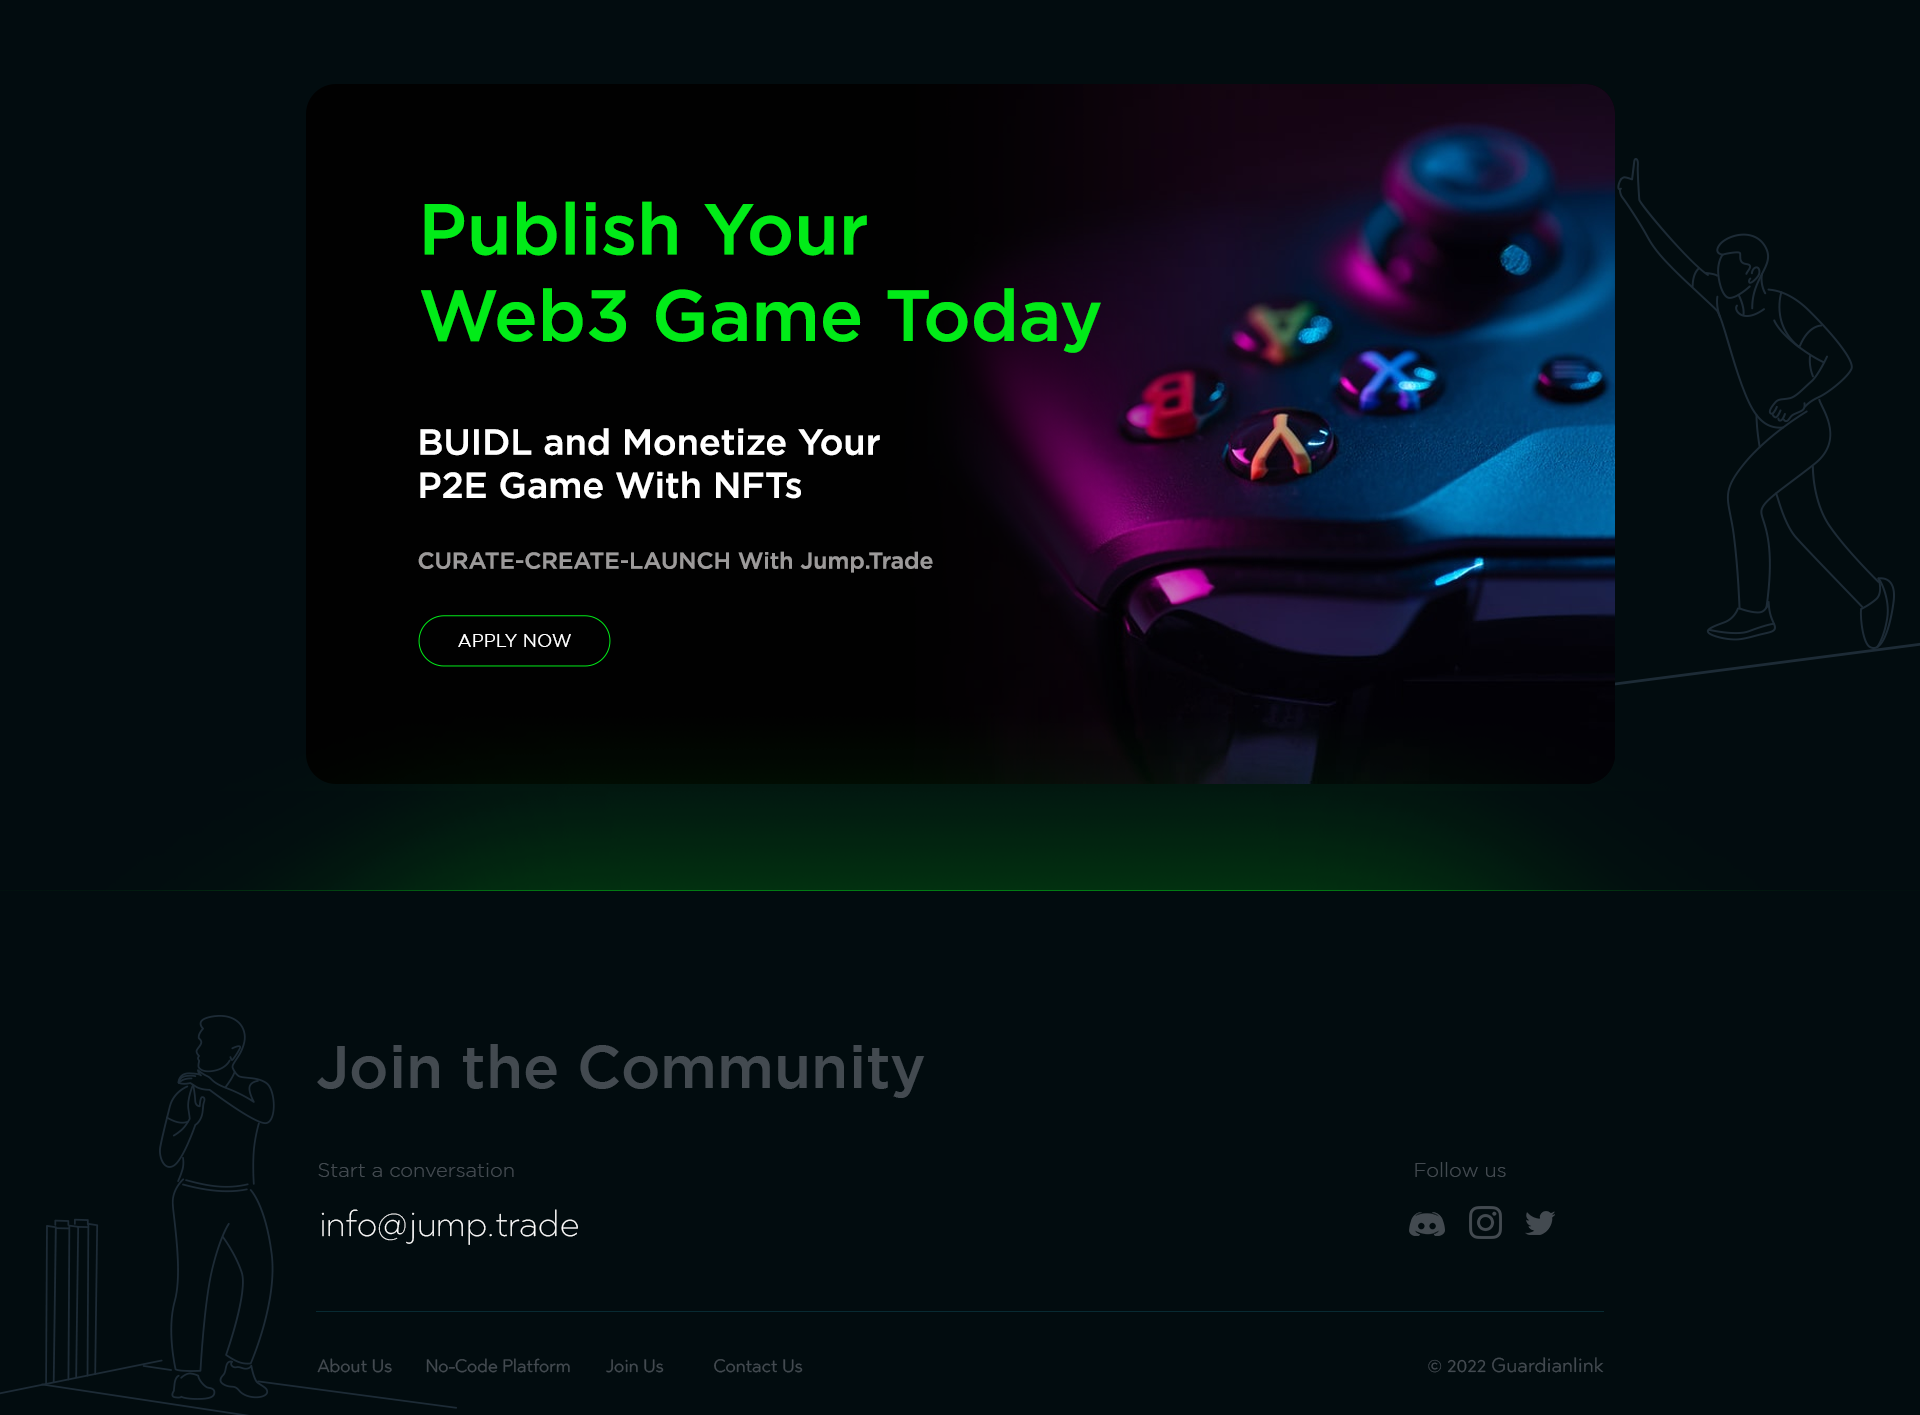 Publish Your
Web3 Game Today
BUIDL and Monetize Your
P2E Game With NFTs
CURATE-CREATE-LAUNCH With Jump.Trade
APPLY NOW
Y
B
X
A
Join the Community
Start a conversation
Follow us
info@jump.trade
About Us
No-Code Platform
Join Us
Contact Us
© 2022 Guardianlink